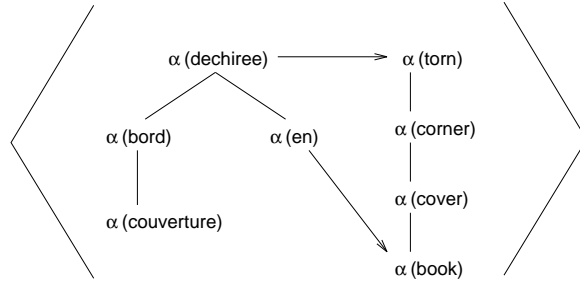 α (dechiree) α (torn)
α (bord) α (en) α (corner)
α (couverture) α (cover)
α (book)